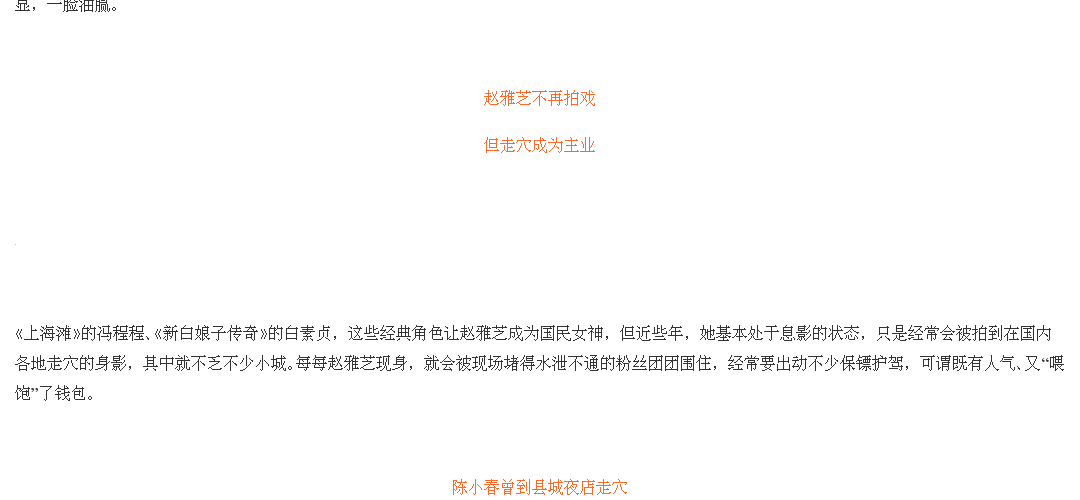 显，一脸油腻。
赵雅芝不再拍戏
但走穴成为主业
《上海滩》的冯程程、《新白娘子传奇》的白素贞，这些经典角色让赵雅芝成为国民女神，但近些年，她基本处于息影的状态，只是经常会被拍到在国内
各地走穴的身影，其中就不乏不少小城。每每赵雅芝现身，就会被现场堵得水泄不通的粉丝团团围住，经常要出动不少保镖护驾，可谓既有人气、又“喂
饱”了钱包。
陈小春曾到县城夜店走穴